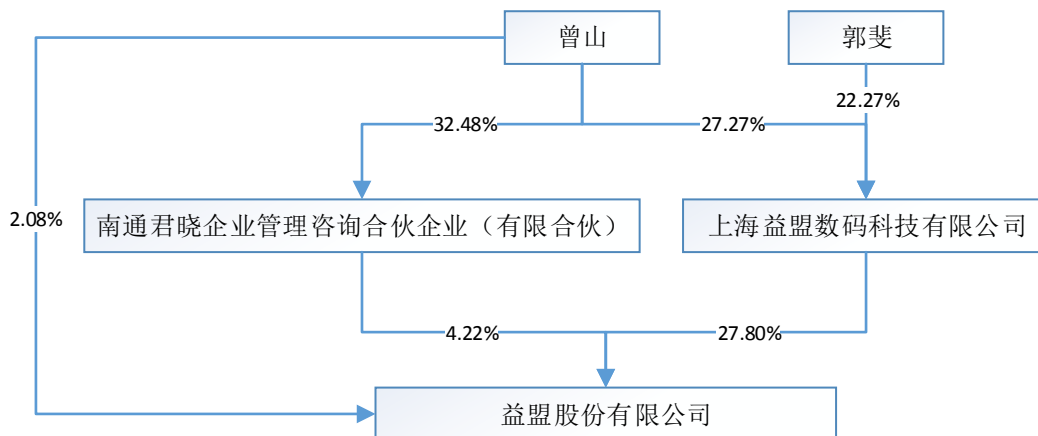 曾山
郭斐
22.27%
32.48%
27.27%
2.08%
南通君晓企业管理咨询合伙企业（有限合伙）
上海益盟数码科技有限公司
4.22%
27.80%
益盟股份有限公司